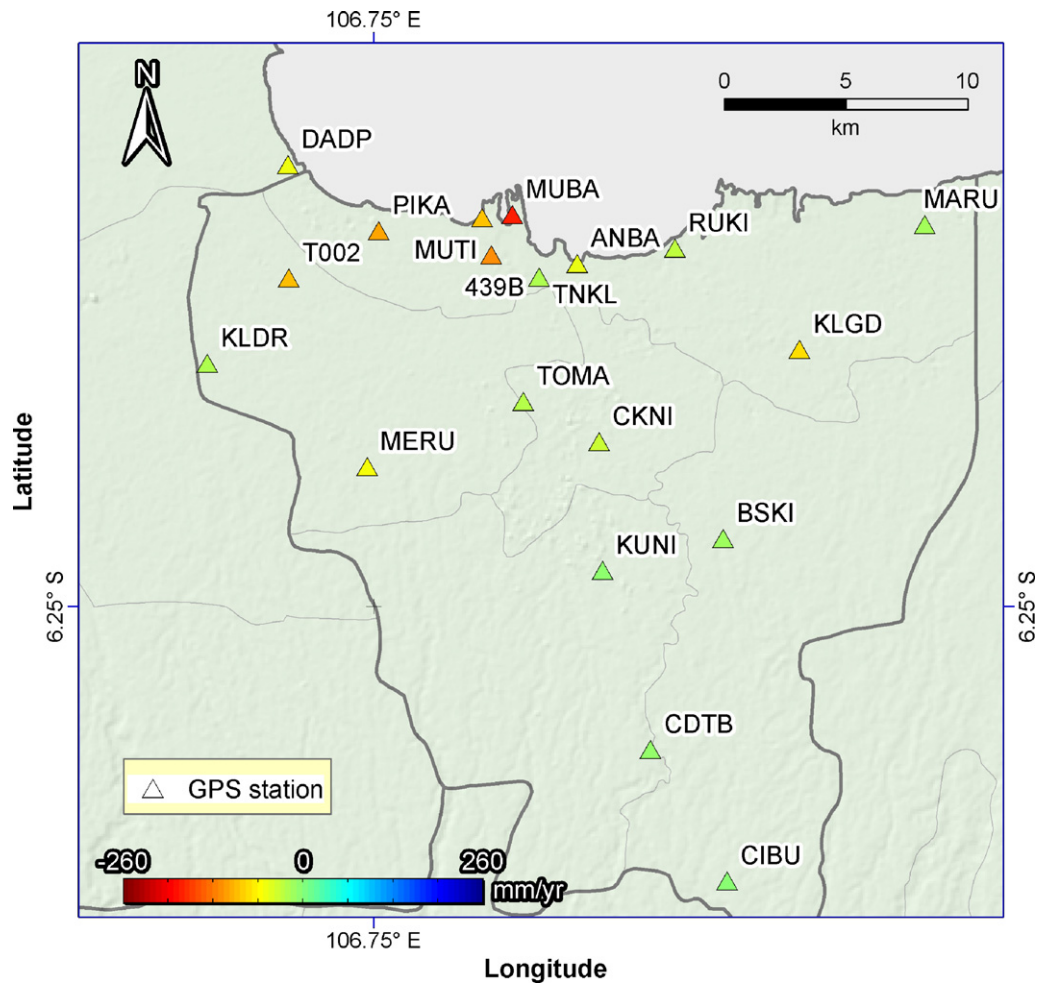 106.75° E
N
0 5 10
km
DADP
MUBA
PIKA
MARU
RUKI
ANBA
MUTI
T002
439B
TNKL
KLGD
KLDR
TOMA
CKNI
MERU
Latitude
BSKI
KUNI
6.25° S
6.25° S
CDTB
GPS station
CIBU
-260 0 260
mm/yr
106.75° E
Longitude